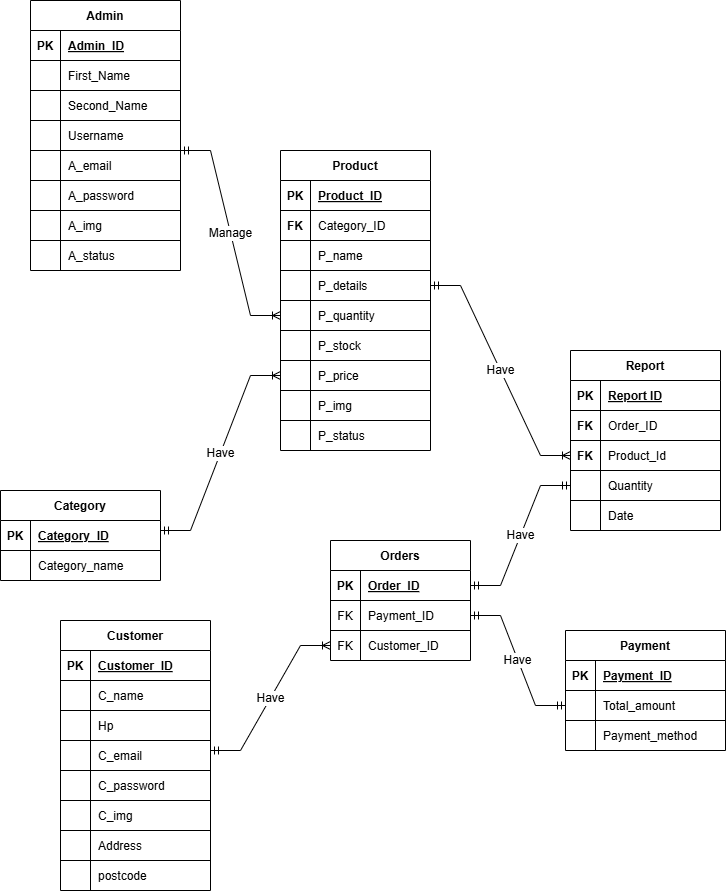 Admin
PK Admin_ID
First_Name
Second_Name
Username
A_email
A_password
A_img
A_status
Manage
Product
PK Product_ID
FK Category_ID
P_name
P_details
P_quantity
P_stock
P_price
P_img
P_status
Have
Report
PK Report ID
FK Order_ID
FK Product_Id
Quantity
Date
Have
Category
PK Category_ID
Category_name
Have
Orders
PK Order_ID
FK Payment_ID
FK Customer_ID
Have
Payment
PK Payment_ID
Total_amount
Payment_method
Customer
PK Customer_ID
C_name
Hp
C_email
C_password
C_img
Address
postcode
Have